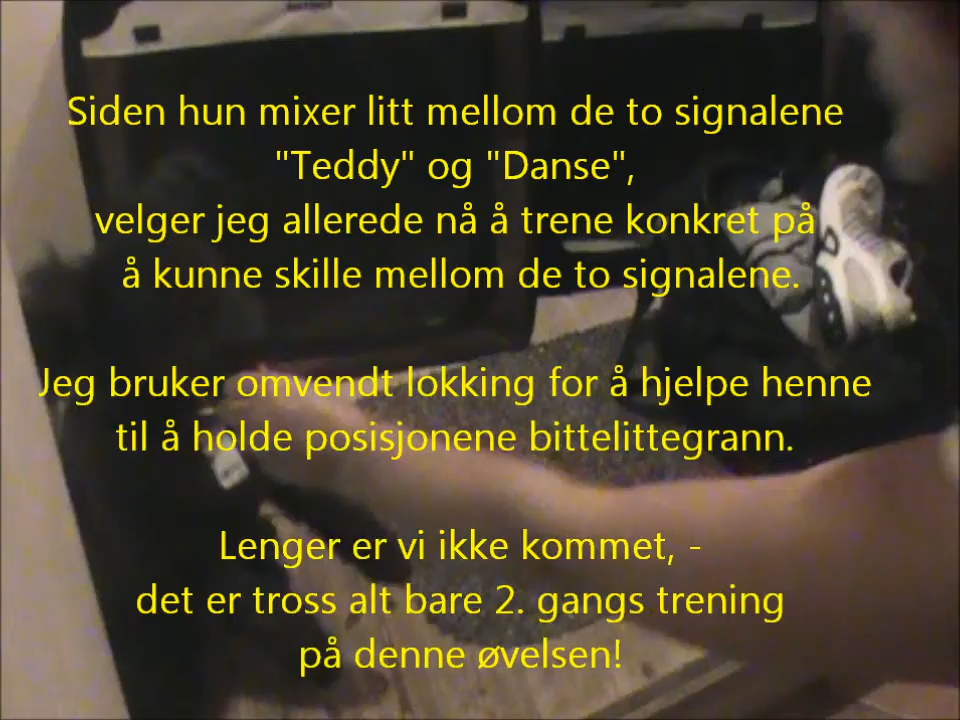 Siden hun mixer litt mellom de to signalene
"Teddy" og "Danse",
velger jeg allerede nå å trene konkret på
å kunne skille mellom de to signalene.
Jeg bruker omvendt lokking for å hjelpe henne
til å holde posisjonene bittelittegrann.
Lenger er vi ikke kommet, -
det er tross alt bare 2. gangs trening
på denne øvelsen!